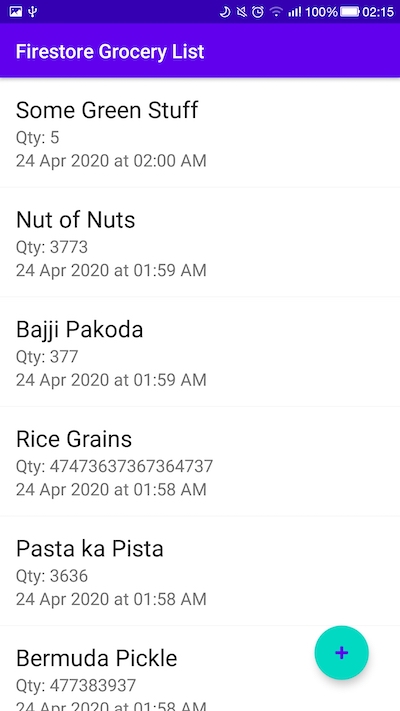 100% 02:15
Firestore Grocery List
Some Green Stuff
Qty: 5
24 Apr 2020 at 02:00 AM
Nut of Nuts
Qty: 3773
24 Apr 2020 at 01:59 AM
Bajji Pakoda
Qty: 377
24 Apr 2020 at 01:59 AM
Rice Grains
Qty: 47473637367364737
24 Apr 2020 at 01:58 AM
Pasta ka Pista
Qty: 3636
24 Apr 2020 at 01:58 AM
+
Bermuda Pickle
Qty: 477383937
24 Apr 2020 at 01:58 AM